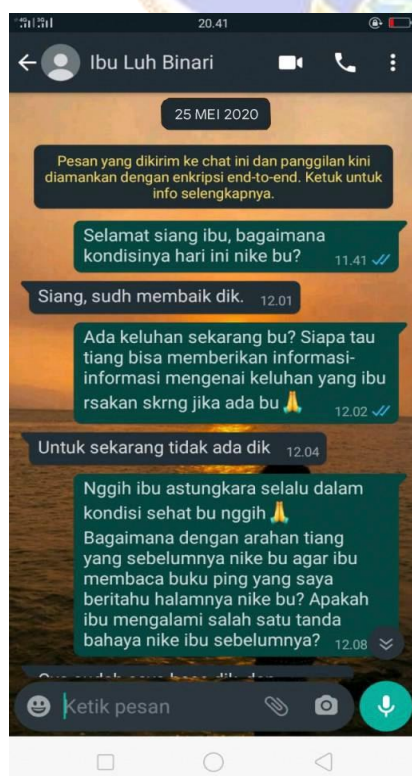 20.41
Ibu Luh Binari
25 MEI 2020
Pesan yang dikirim ke chat ini dan panggilan kini
diamankan dengan enkripsi end-to-end. Ketuk untuk
info selengkapnya.
Selamat siang ibu, bagaimana
kondisinya hari ini nike bu?
11.41
Siang, sudh membaik dik. 12.01
Ada keluhan sekarang bu? Siapa tau
tiang bisa memberikan informasi-
informasi mengenai keluhan yang ibu
rsakan skrng jika ada bu 🙏
12.02
Untuk sekarang tidak ada dik 12.04
Nggih ibu astungkara selalu dalam
kondisi sehat bu nggih 🙏
Bagaimana dengan arahan tiang
yang sebelumnya nike bu agar ibu
membaca buku ping yang saya
beritahu halamnya nike bu? Apakah
ibu mengalami salah satu tanda
bahaya nike ibu sebelumnya? 12.08
Ketik pesan